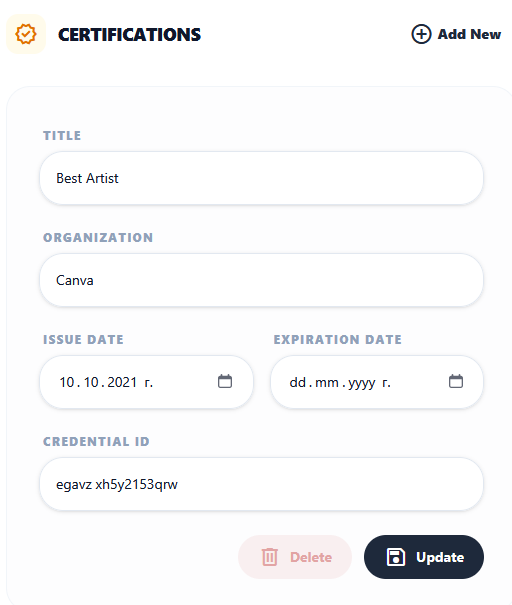 CERTIFICATIONS
Add New
TITLE
Best Artist
ORGANIZATION
Canva
ISSUE DATE EXPIRATION DATE
10.10.2021 г. dd.mm.yyyy г.
CREDENTIAL ID
egavz xh5y2153qrw
Delete Update